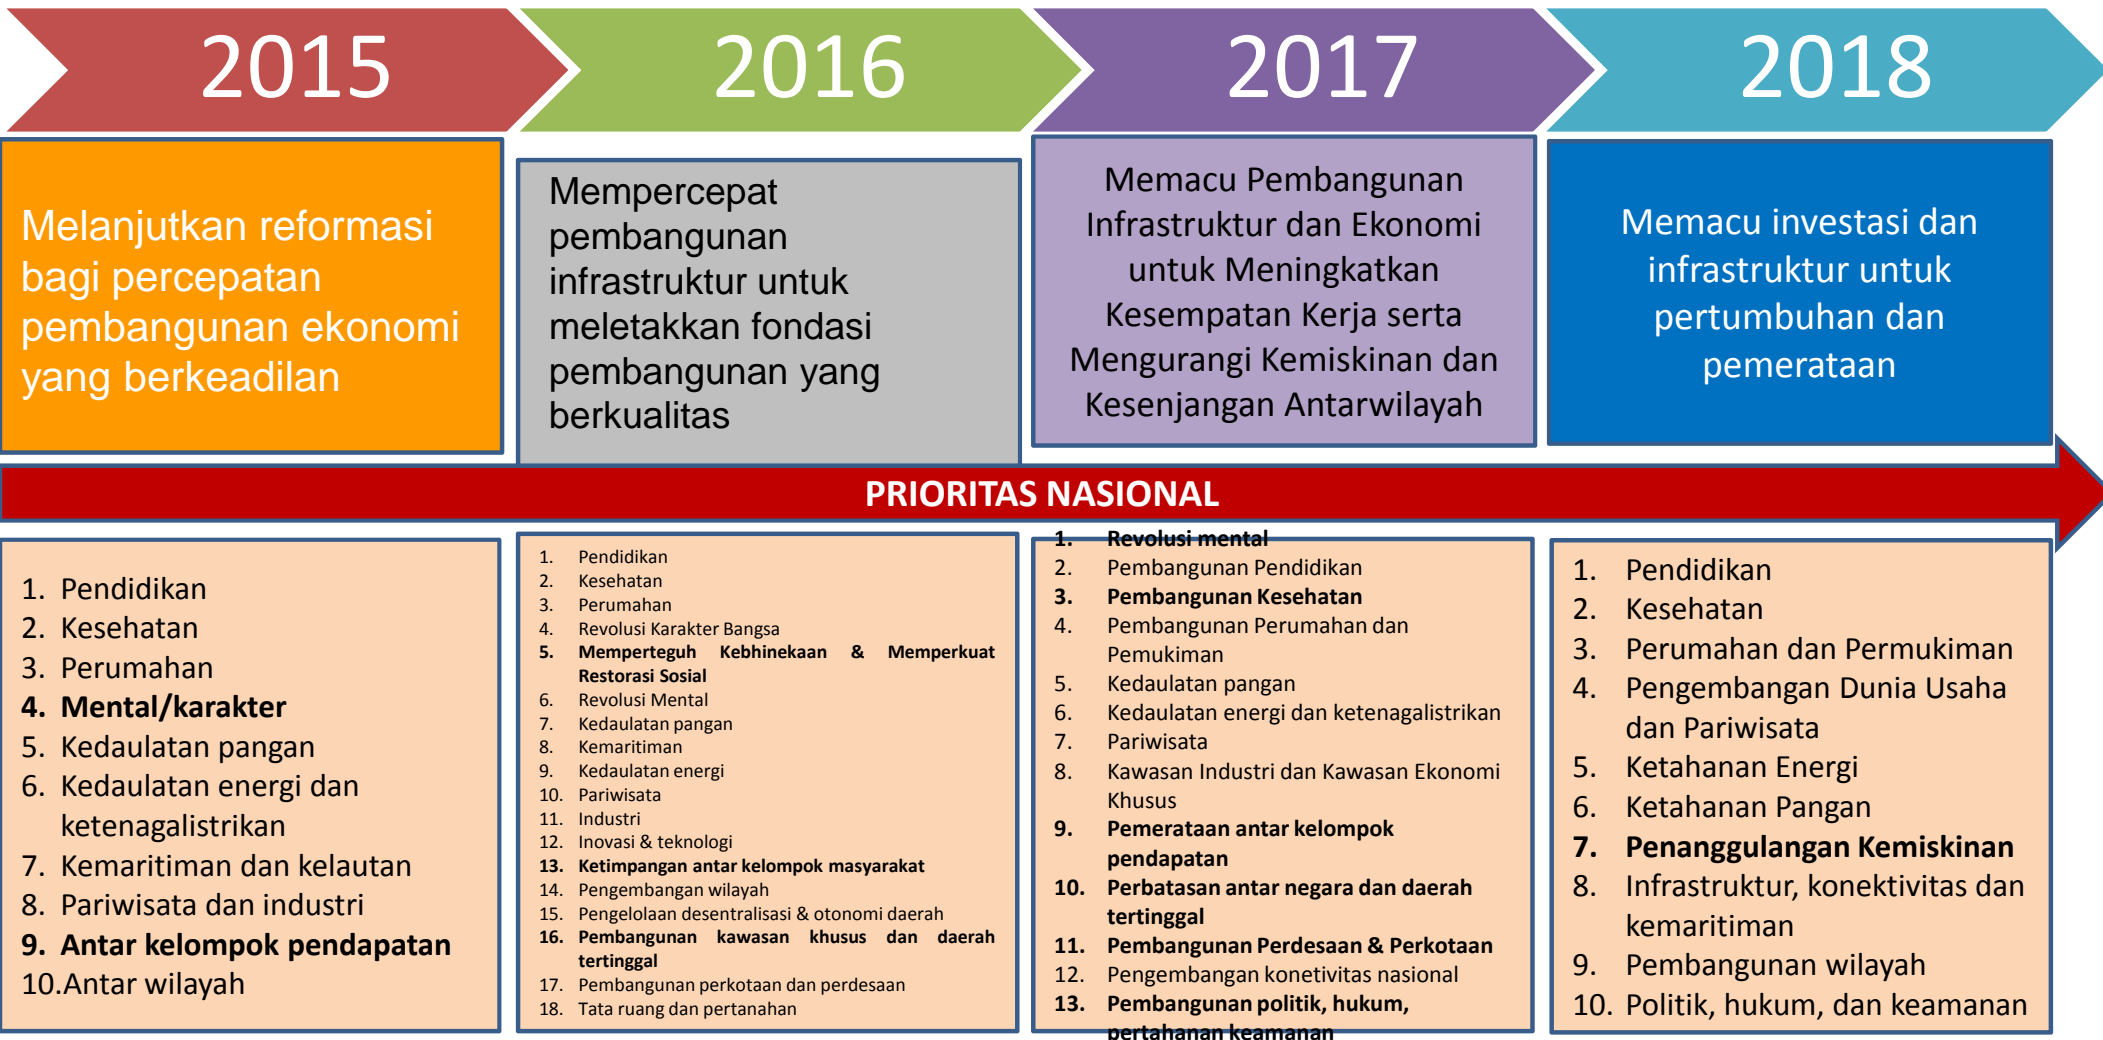 2015
2016
2017
2018
Melanjutkan reformasi
bagi percepatan
pembangunan ekonomi
yang berkeadilan
Mempercepat
pembangunan
infrastruktur untuk
meletakkan fondasi
pembangunan yang
berkualitas
Memacu Pembangunan
Infrastruktur dan Ekonomi
untuk Meningkatkan
Kesempatan Kerja serta
Mengurangi Kemiskinan dan
Kesenjangan Antarwilayah
Memacu investasi dan
infrastruktur untuk
pertumbuhan dan
pemerataan
PRIORITAS NASIONAL
1. Pendidikan
2. Kesehatan
3. Perumahan
4. Mental/karakter
5. Kedaulatan pangan
6. Kedaulatan energi dan
ketenagalistrikan
7. Kemaritiman dan kelautan
8. Pariwisata dan industri
9. Antar kelompok pendapatan
10.Antar wilayah
1. Pendidikan
2. Kesehatan
3. Perumahan
4. Revolusi Karakter Bangsa
5. Memperteguh Kebhinekaan & Memperkuat
Restorasi Sosial
6. Revolusi Mental
7. Kedaulatan pangan
8. Kemaritiman
9. Kedaulatan energi
10. Pariwisata
11. Industri
12. Inovasi & teknologi
13. Ketimpangan antar kelompok masyarakat
14. Pengembangan wilayah
15. Pengelolaan desentralisasi & otonomi daerah
16. Pembangunan kawasan khusus dan daerah
tertinggal
17. Pembangunan perkotaan dan perdesaan
18. Tata ruang dan pertanahan
1. Revolusi mental
2. Pembangunan Pendidikan
3. Pembangunan Kesehatan
4. Pembangunan Perumahan dan
Pemukiman
5. Kedaulatan pangan
6. Kedaulatan energi dan ketenagalistrikan
7. Pariwisata
8. Kawasan Industri dan Kawasan Ekonomi
Khusus
9. Pemerataan antar kelompok
pendapatan
10. Perbatasan antar negara dan daerah
tertinggal
11. Pembangunan Perdesaan & Perkotaan
12. Pengembangan konetivitas nasional
13. Pembangunan politik, hukum,
pertahanan keamanan
1. Pendidikan
2. Kesehatan
3. Perumahan dan Permukiman
4. Pengembangan Dunia Usaha
dan Pariwisata
5. Ketahanan Energi
6. Ketahanan Pangan
7. Penanggulangan Kemiskinan
8. Infrastruktur, konektivitas dan
kemaritiman
9. Pembangunan wilayah
10. Politik, hukum, dan keamanan